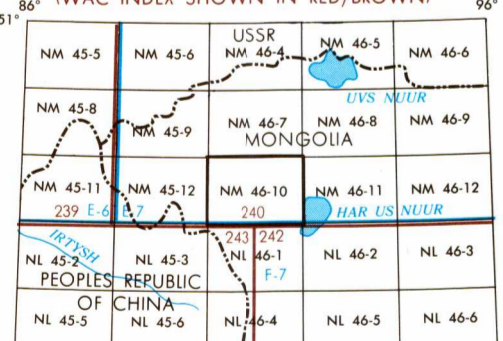 (WAC INDEX SHOWN IN RED/BROWN)
86° 96°
51°
USSR
NM 45-5 NM 45-6 NM 46-4 NM 46-5 NM 46-6
UVS NUUR
NM 45-8 NM 45-9 NM 46-7 NM 46-8 NM 46-9
MONGOLIA
NM 45-11 NM 45-12 NM 46-10 NM 46-11 NM 46-12
239 E-6 E-7 240 HAR US NUUR
243 242
IRTYSH
NL 45-2 NL 45-3 NL 46-1 NL 46-2 NL 46-3
F-7
PEOPLES REPUBLIC
OF CHINA
NL 45-5 NL 45-6 NL 46-4 NL 46-5 NL 46-6